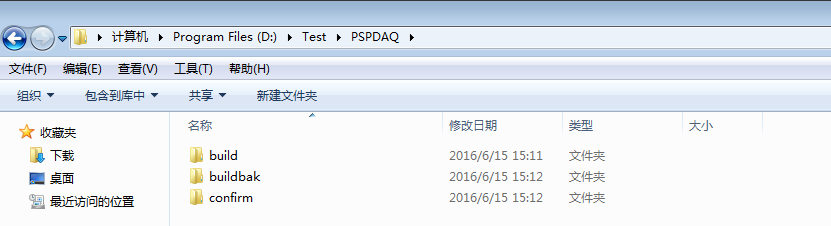 计算机 Program Files (D:) Test PSPDAQ
文件(F) 编辑(E) 查看(V) 工具(T) 帮助(H)
组织 包含到库中 共享 新建文件夹
收藏夹
下载
桌面
最近访问的位置
名称 修改日期 类型 大小
build 2016/6/15 15:11 文件夹
buildbak 2016/6/15 15:12 文件夹
confirm 2016/6/15 15:12 文件夹